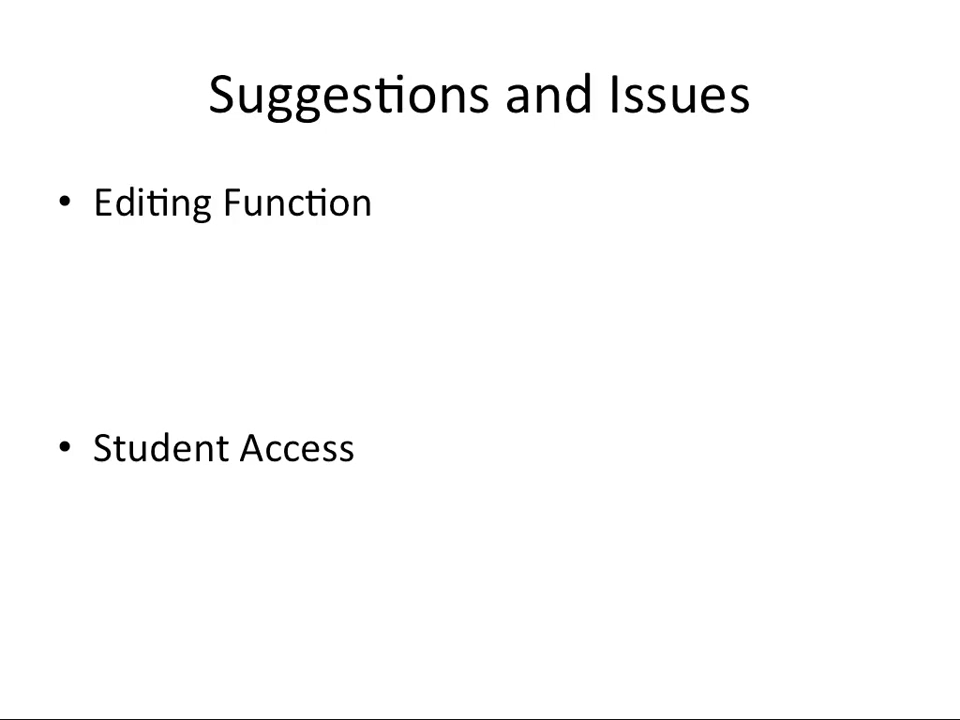 Suggestions and Issues
• Editing Function
• Student Access